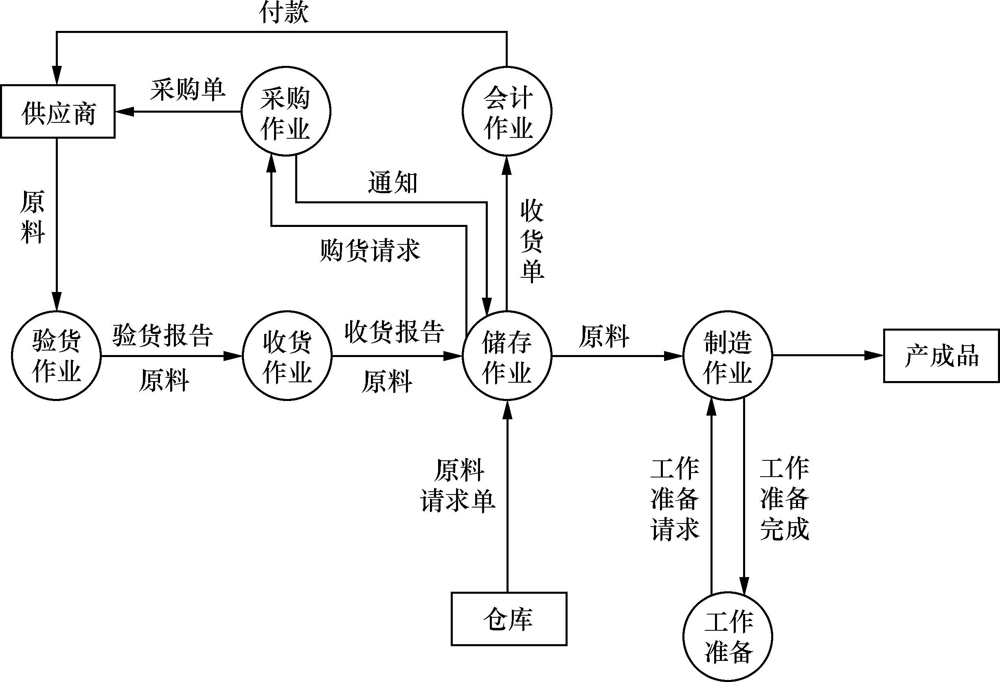 付款
采购单
供应商
采购
作业
会计
作业
原
料
通知
购货请求
收
货
单
验货
作业
验货报告
原料
收货
作业
收货报告
原料
储存
作业
原料
制造
作业
产成品
原料
请求单
工作
准备
请求
工作
准备
完成
仓库
工作
准备